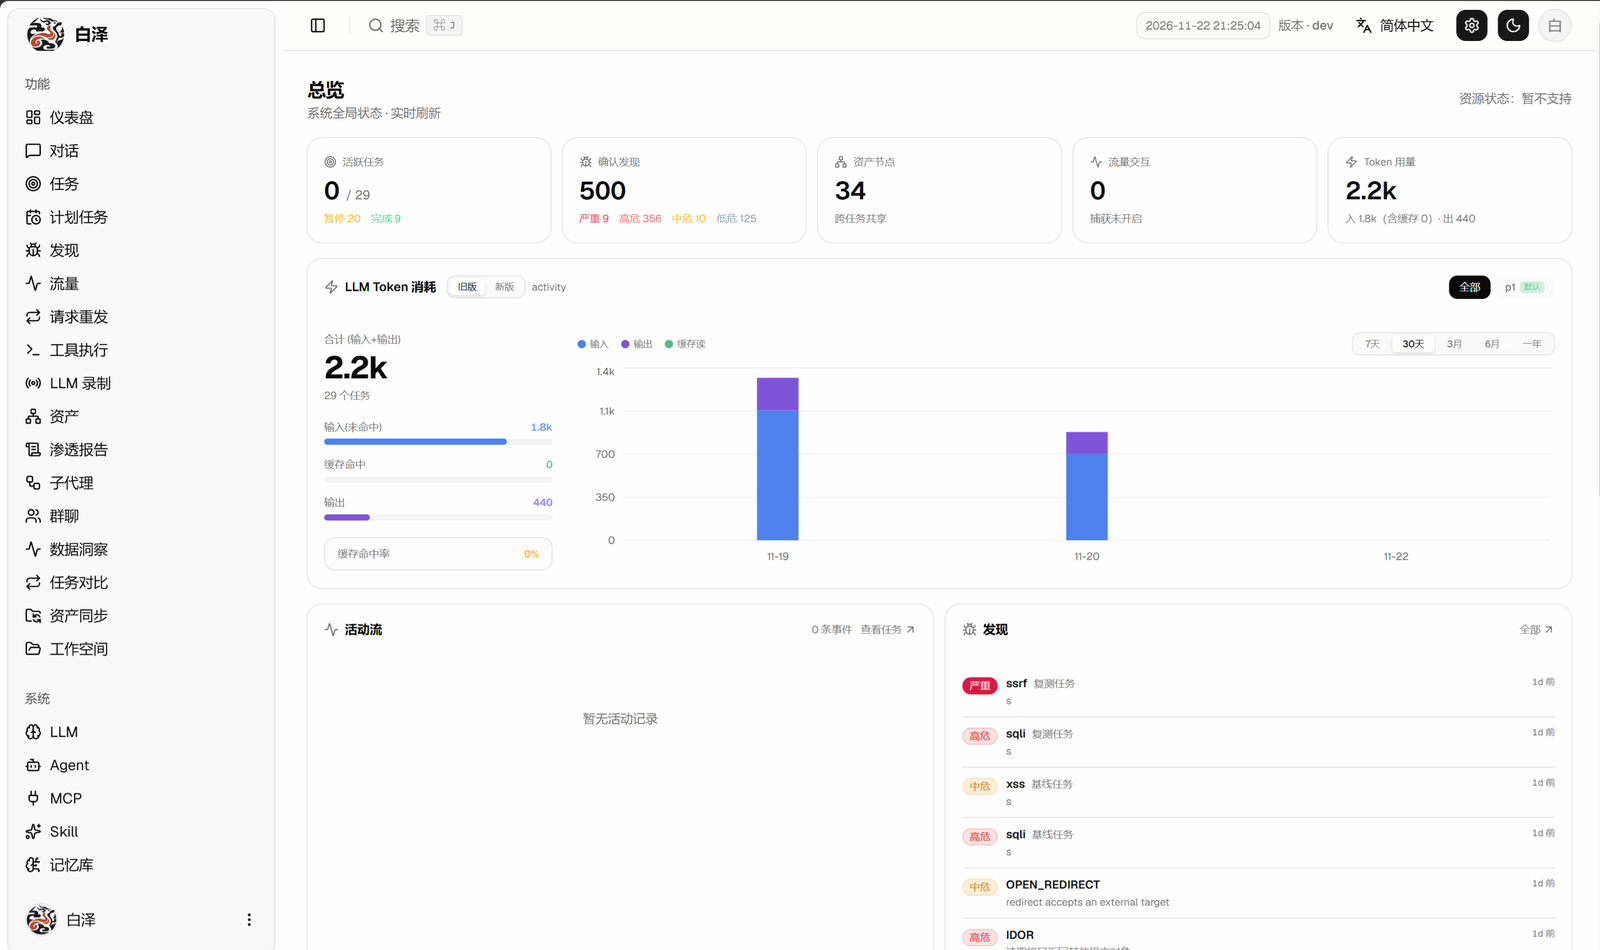 白泽
功能
仪表盘
对话
任务
计划任务
发现
流量
请求重发
工具执行
LLM 录制
资产
渗透报告
子代理
群聊
数据洞察
任务对比
资产同步
工作空间
系统
LLM
Agent
MCP
Skill
记忆库
白泽
搜索 ⌘ J
2026-11-22 21:25:04 版本 · dev 简体中文 白
总览
系统全局状态 · 实时刷新
资源状态：暂不支持
活跃任务
0 / 29
暂停 20 完成 9
确认发现
500
严重 9 高危 356 中危 10 低危 125
资产节点
34
跨任务共享
流量交互
0
捕获未开启
Token 用量
2.2k
入 1.8k（含缓存 0）· 出 440
LLM Token 消耗 旧版 新版 activity
全部 p1 默认
合计 (输入+输出)
2.2k
29 个任务
输入(未命中) 1.8k
缓存命中 0
输出 440
缓存命中率 0%
输入 输出 缓存读
7天 30天 3月 6月 一年
1.4k
1.1k
700
350
0
11-19 11-20 11-22
活动流
0 条事件 查看任务
暂无活动记录
发现
全部
严重 ssrf 复测任务 1d 前
s
高危 sqli 复测任务 1d 前
s
中危 xss 基线任务 1d 前
s
高危 sqli 基线任务 1d 前
s
中危 OPEN_REDIRECT 1d 前
redirect accepts an external target
高危 IDOR 1d 前